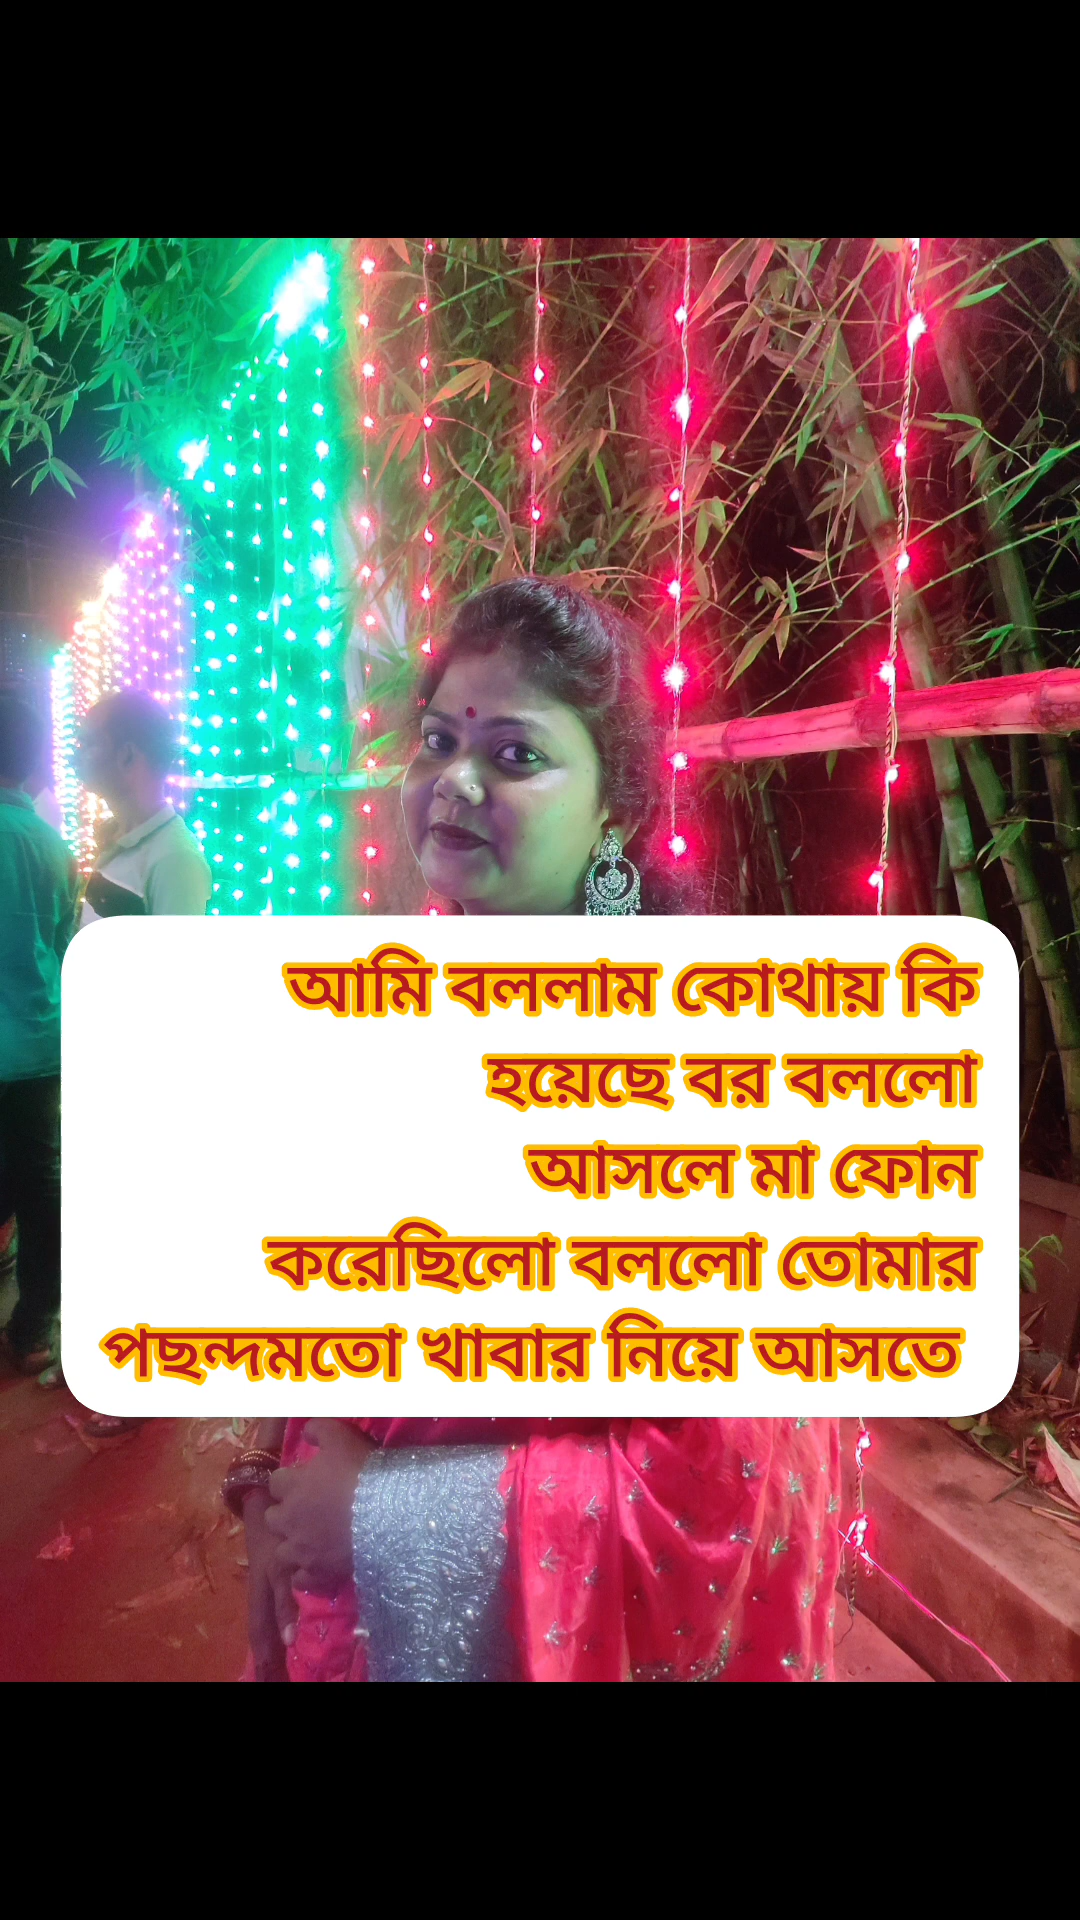 আমি বললাম কোথায় কি
হয়েছে বর বললো
আসলে মা ফোন
করেছিলো বললো তোমার
পছন্দমতো খাবার নিয়ে আসতে